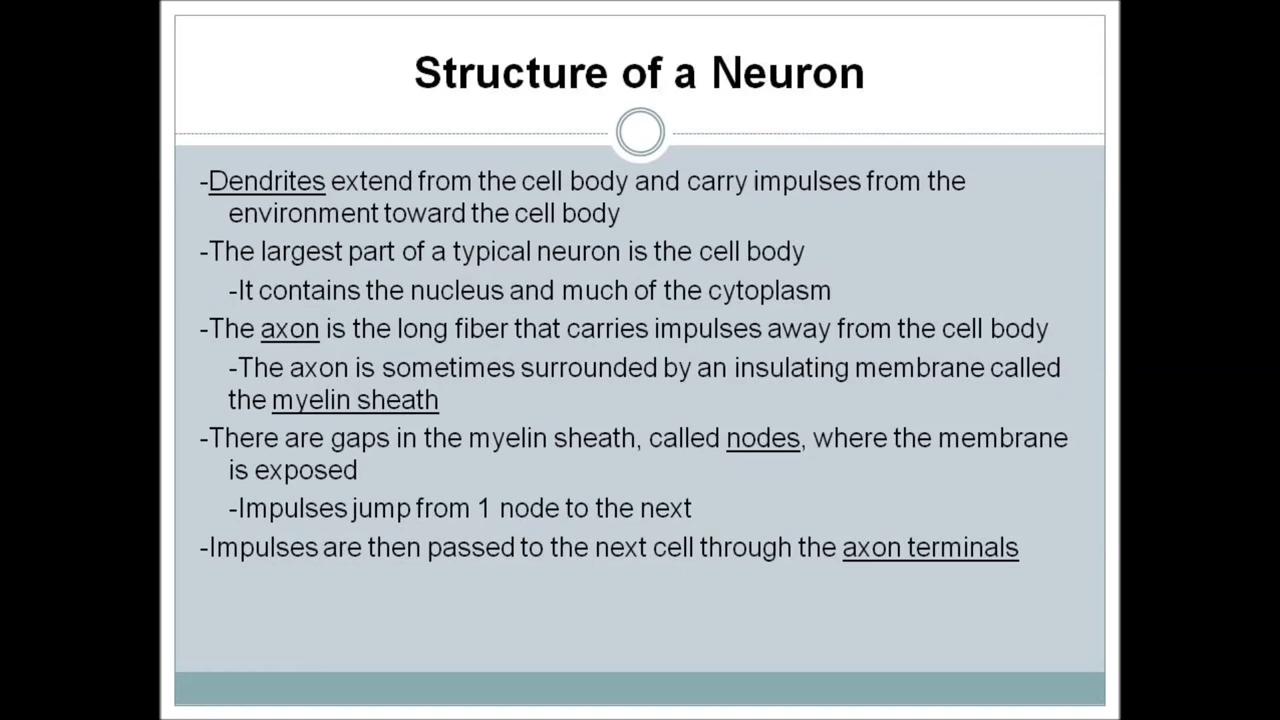 Structure of a Neuron
-Dendrites extend from the cell body and carry impulses from the
environment toward the cell body
-The largest part of a typical neuron is the cell body
-It contains the nucleus and much of the cytoplasm
-The axon is the long fiber that carries impulses away from the cell body
-The axon is sometimes surrounded by an insulating membrane called
the myelin sheath
-There are gaps in the myelin sheath, called nodes, where the membrane
is exposed
-Impulses jump from 1 node to the next
-Impulses are then passed to the next cell through the axon terminals